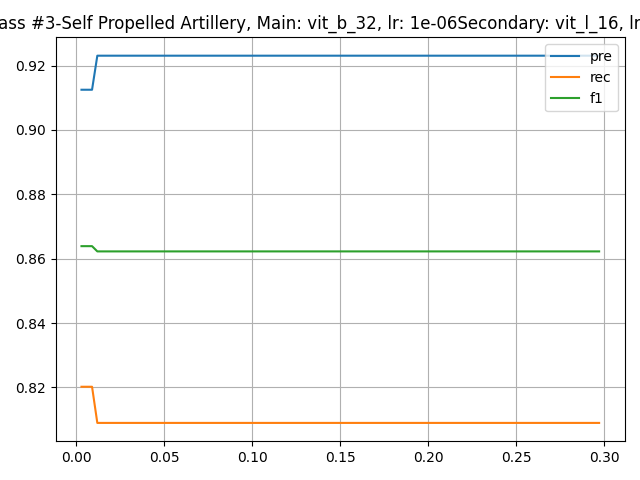 ass #3-Self Propelled Artillery, Main: vit_b_32, lr: 1e-06Secondary: vit_l_16, lr
pre
rec
f1
0.92
0.90
0.88
0.86
0.84
0.82
0.00 0.05 0.10 0.15 0.20 0.25 0.30